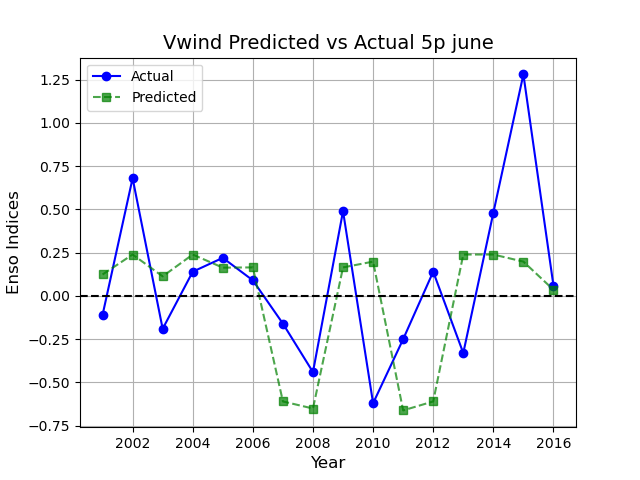 Vwind Predicted vs Actual 5p june
Actual
Predicted
Enso Indices
1.25
1.00
0.75
0.50
0.25
0.00
−0.25
−0.50
−0.75
2002 2004 2006 2008 2010 2012 2014 2016
Year